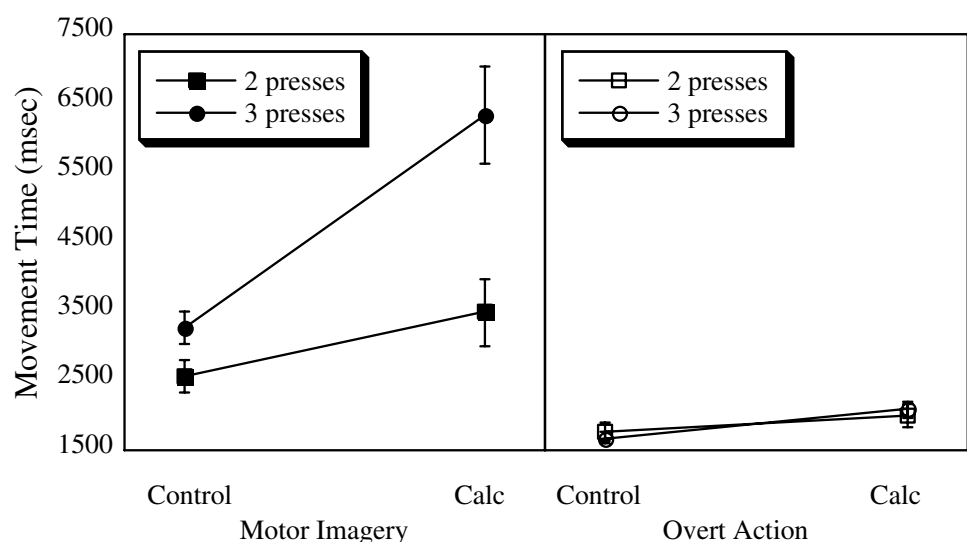 Movement Time (msec)
7500
6500
5500
4500
3500
2500
1500
2 presses
3 presses
2 presses
3 presses
Control Calc Control Calc
Motor Imagery Overt Action